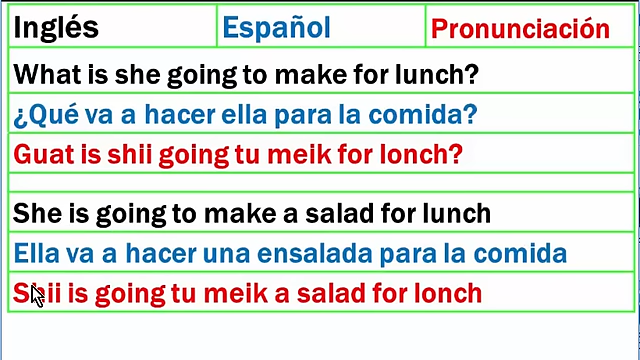 Inglés Español Pronunciación
What is she going to make for lunch?
¿Qué va a hacer ella para la comida?
Guat is shii going tu meik for lonch?
She is going to make a salad for lunch
Ella va a hacer una ensalada para la comida
Shii is going tu meik a salad for lonch